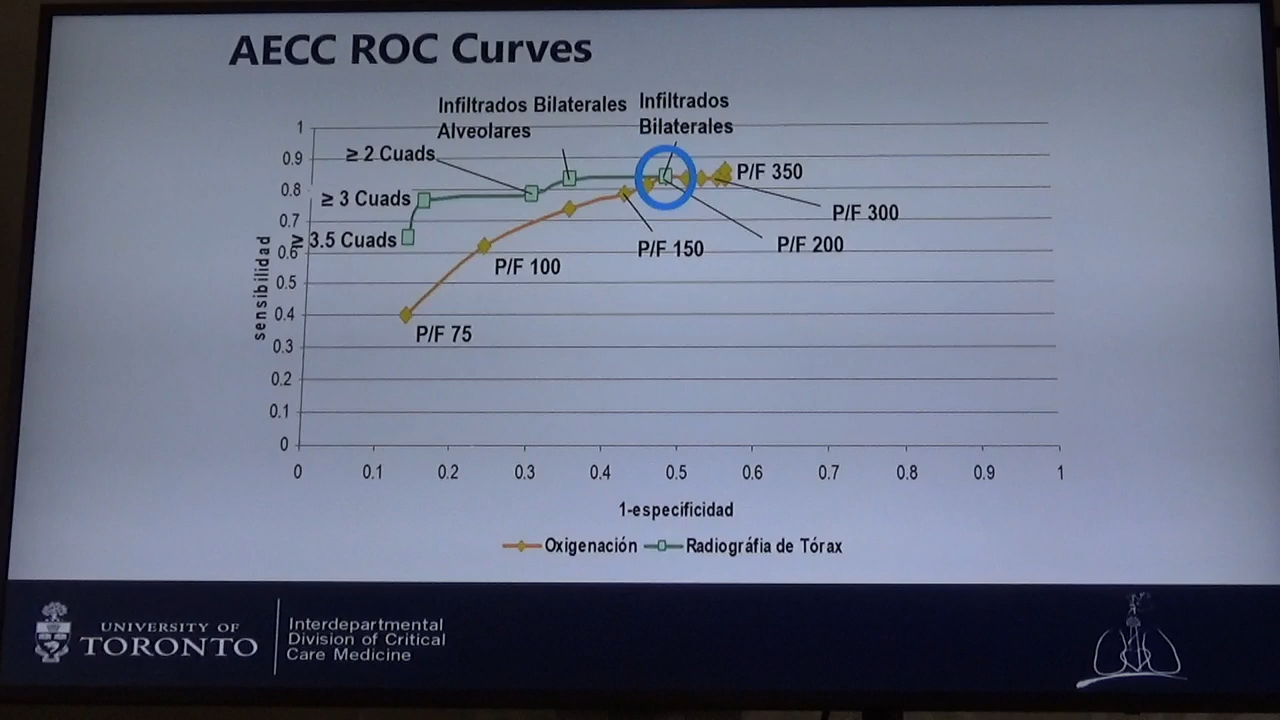 AECC ROC Curves
Infiltrados Bilaterales
Alveolares
Infiltrados
Bilaterales
≥ 2 Cuads
≥ 3 Cuads
≥ 3.5 Cuads
P/F 350
P/F 300
P/F 200
P/F 150
P/F 100
P/F 75
sensibilidad
1
0.9
0.8
0.7
0.6
0.5
0.4
0.3
0.2
0.1
0
0 0.1 0.2 0.3 0.4 0.5 0.6 0.7 0.8 0.9 1
1-especificidad
Oxigenación Radiográfia de Tórax
UNIVERSITY OF
TORONTO
Interdepartmental
Division of Critical
Care Medicine